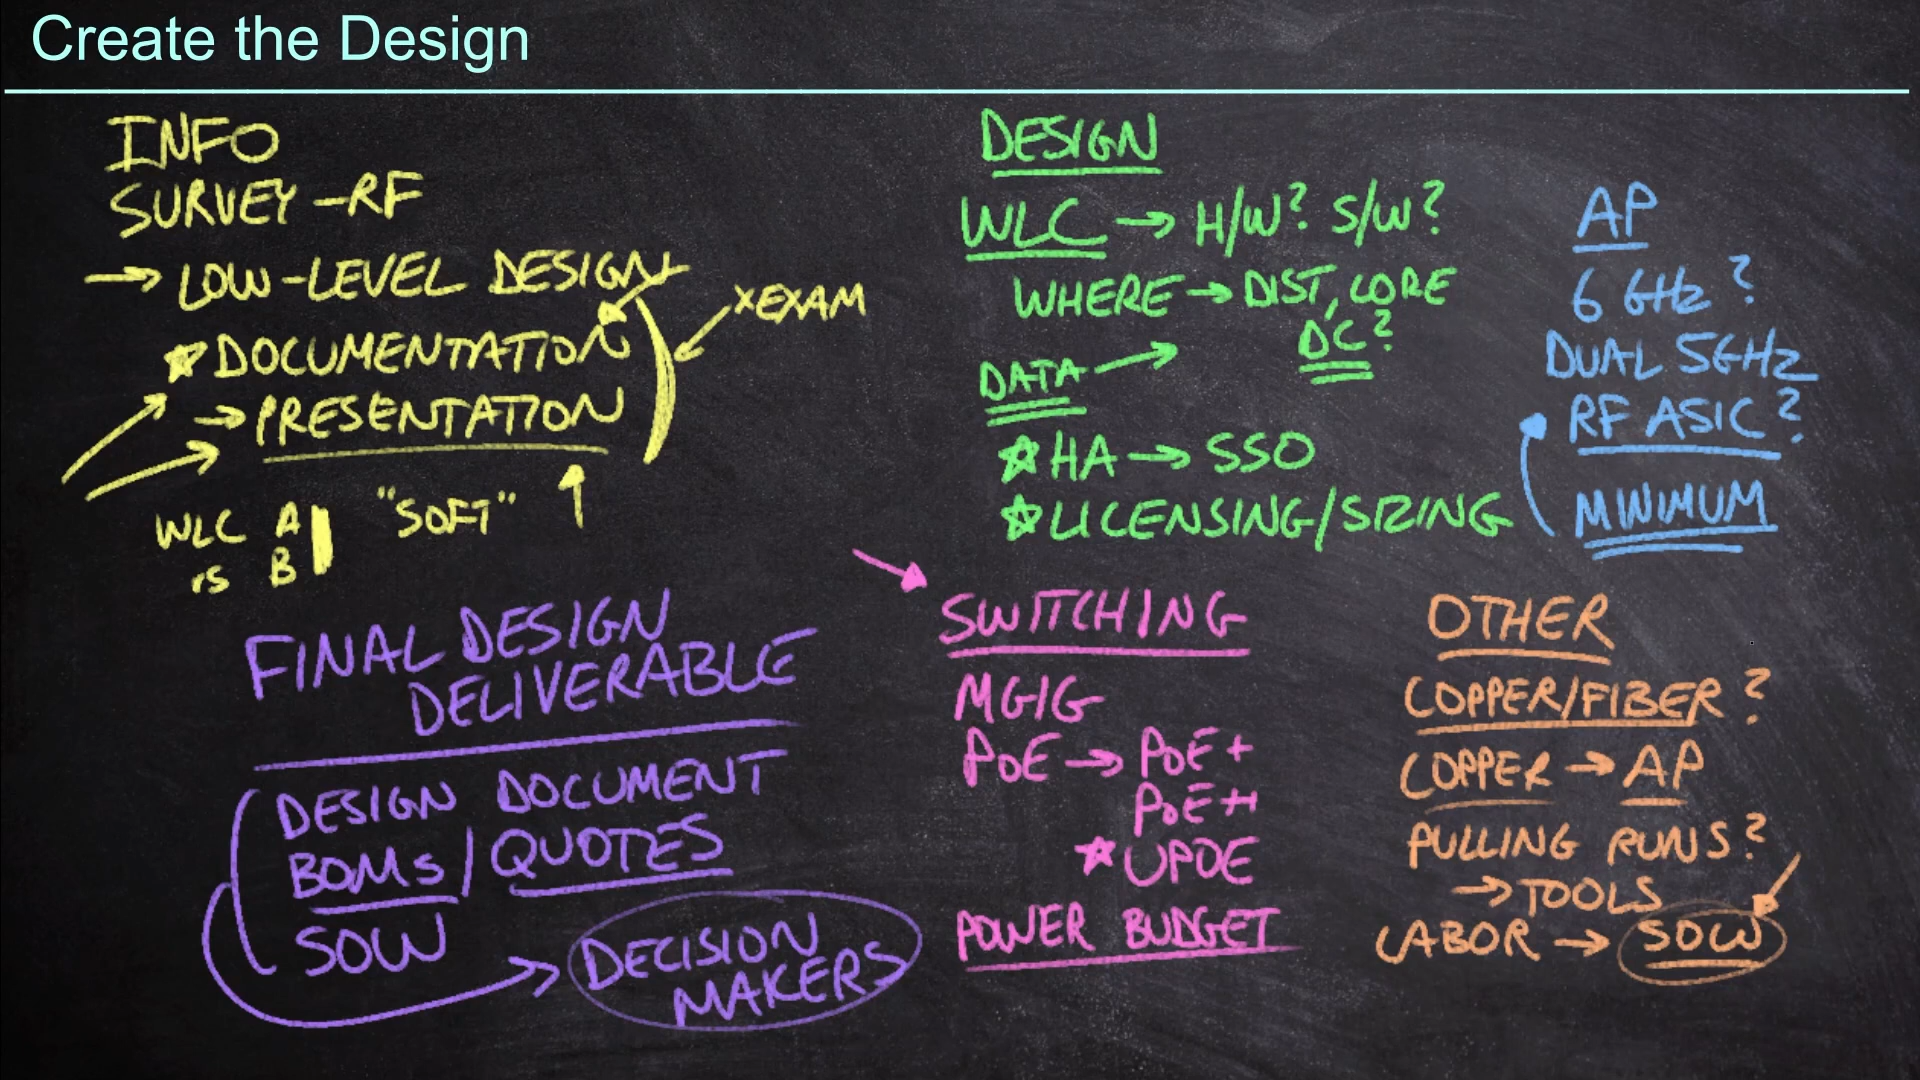 Create the Design
INFO
SURVEY – RF
→ LOW-LEVEL DESIGN
★ DOCUMENTATION
→ PRESENTATION
×EXAM
WLC A
rS B
"SOFT"
DESIGN
WLC → H/W? S/W?
WHERE → DIST, CORE
DC?
DATA →
☆ HA → SSO
☆ LICENSING/SIZING
AP
6 GHz ?
DUAL 5GHz
RF ASIC ?
MINIMUM
FINAL DESIGN
DELIVERABLE
DESIGN DOCUMENT
BOMs / QUOTES
SOW
→ DECISION
MAKERS
SWITCHING
MGIG
PoE → PoE+
PoE++
★ UPOE
POWER BUDGET
OTHER
COPPER/FIBER ?
COPPER → AP
PULLING RUNS?
→ TOOLS
LABOR → SOW